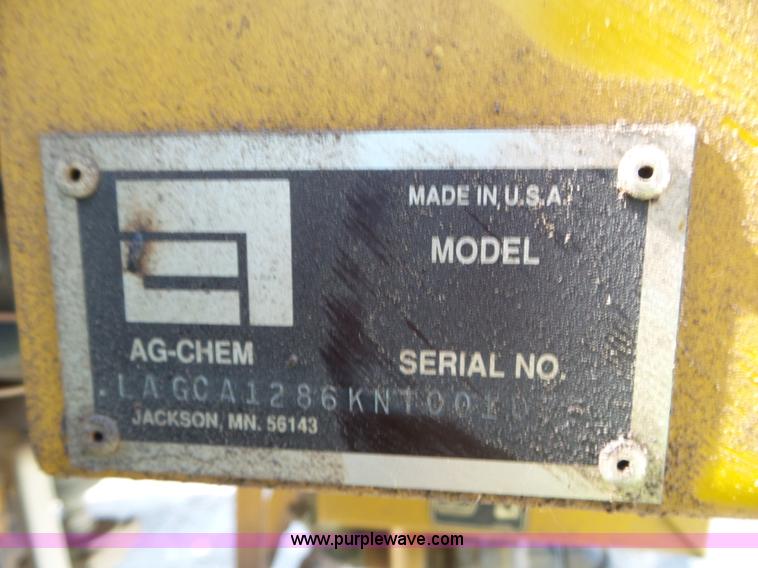 MADE IN U.S.A.
MODEL
AG-CHEM
SERIAL NO.
JACKSON, MN. 56143
www.purplewave.com